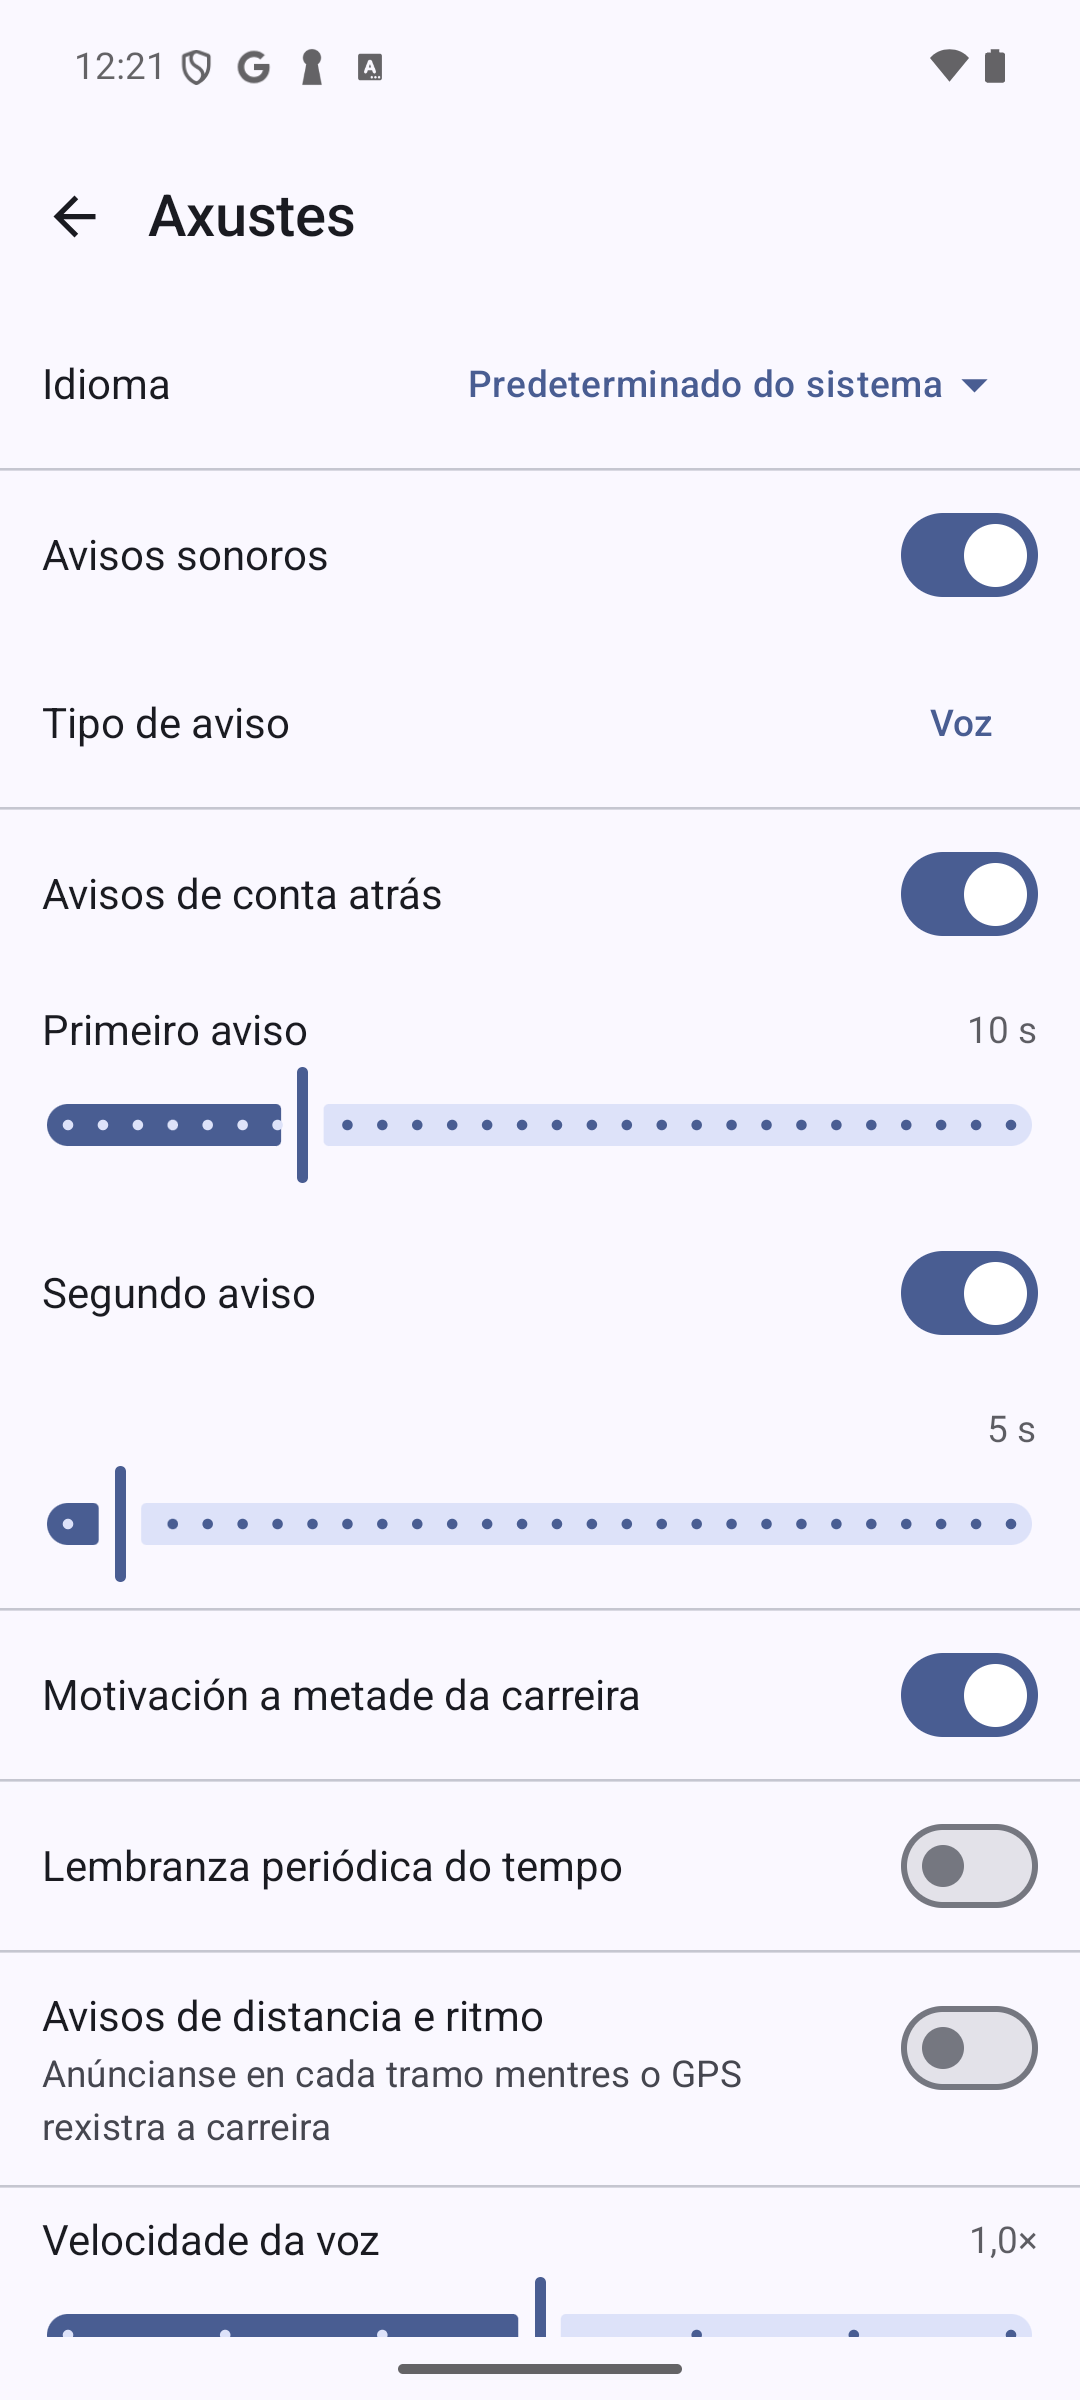 12:21
Axustes
Idioma
Predeterminado do sistema
Avisos sonoros
Tipo de aviso
Voz
Avisos de conta atrás
Primeiro aviso
10 s
Segundo aviso
5 s
Motivación a metade da carreira
Lembranza periódica do tempo
Avisos de distancia e ritmo
Anúncianse en cada tramo mentres o GPS
rexistra a carreira
Velocidade da voz
1,0×